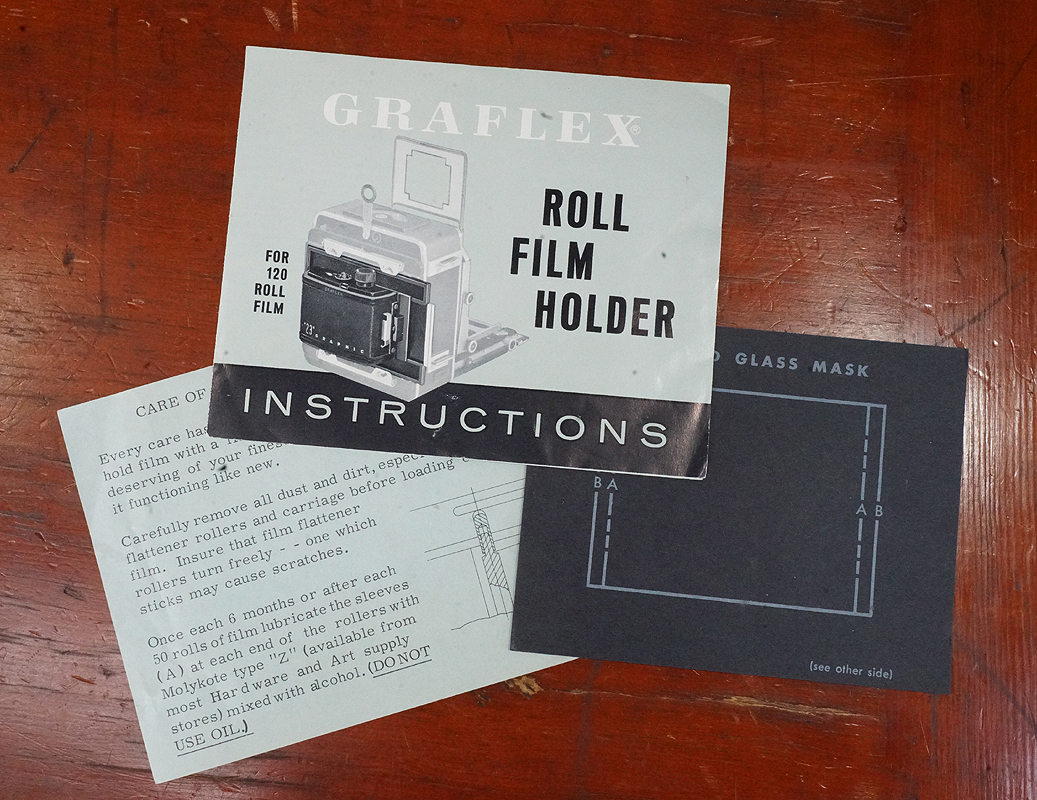 GRAFLEX®
ROLL
FILM
HOLDER
FOR
120
ROLL
FILM
GRAFLEX
"23" GRAPHIC
INSTRUCTIONS
CARE OF
Every care has
hold film with a
deserving of your finest
it functioning like new.
Carefully remove all dust and dirt,
flattener rollers and carriage before loading
film. Insure that film flattener
rollers turn freely - - one which
sticks may cause scratches.
Once each 6 months or after each
50 rolls of film lubricate the sleeves
(A) at each end of the rollers with
Molykote type "Z" (available from
most Hardware and Art supply
stores) mixed with alcohol. (DO NOT
USE OIL.)
GLASS MASK
B A
A B
(see other side)